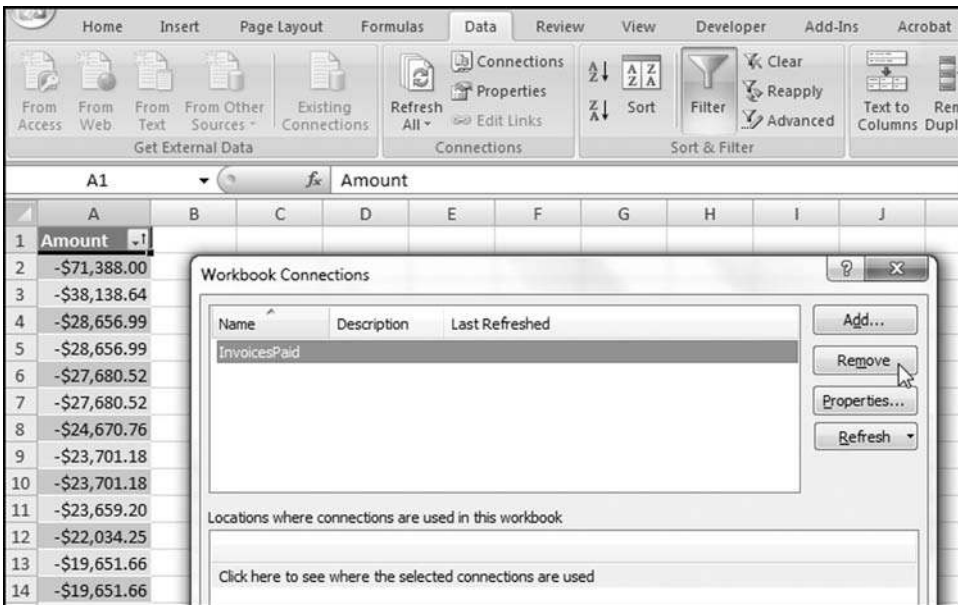 Home Insert Page Layout Formulas Data Review View Developer Add-Ins Acrobat
From Access
From Web
From Text
From Other Sources
Existing Connections
Get External Data
Refresh All
Connections
Properties
Edit Links
Connections
A Z
Z A
A Z
Z A
Sort
Filter
Clear
Reapply
Advanced
Sort & Filter
Text to Columns
A1 fx Amount
A B C D E F G H I J
1 Amount
2 -$71,388.00
3 -$38,138.64
4 -$28,656.99
5 -$28,656.99
6 -$27,680.52
7 -$27,680.52
8 -$24,670.76
9 -$23,701.18
10 -$23,701.18
11 -$23,659.20
12 -$22,034.25
13 -$19,651.66
14 -$19,651.66
Workbook Connections ?
Name Description Last Refreshed
InvoicesPaid
Add...
Remove
Properties...
Refresh
Locations where connections are used in this workbook
Click here to see where the selected connections are used